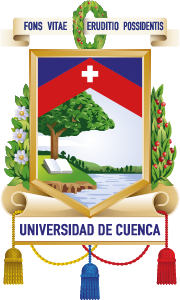 FONS VITAE ERUDITIO POSSIDENTIS
UNIVERSIDAD DE CUENCA